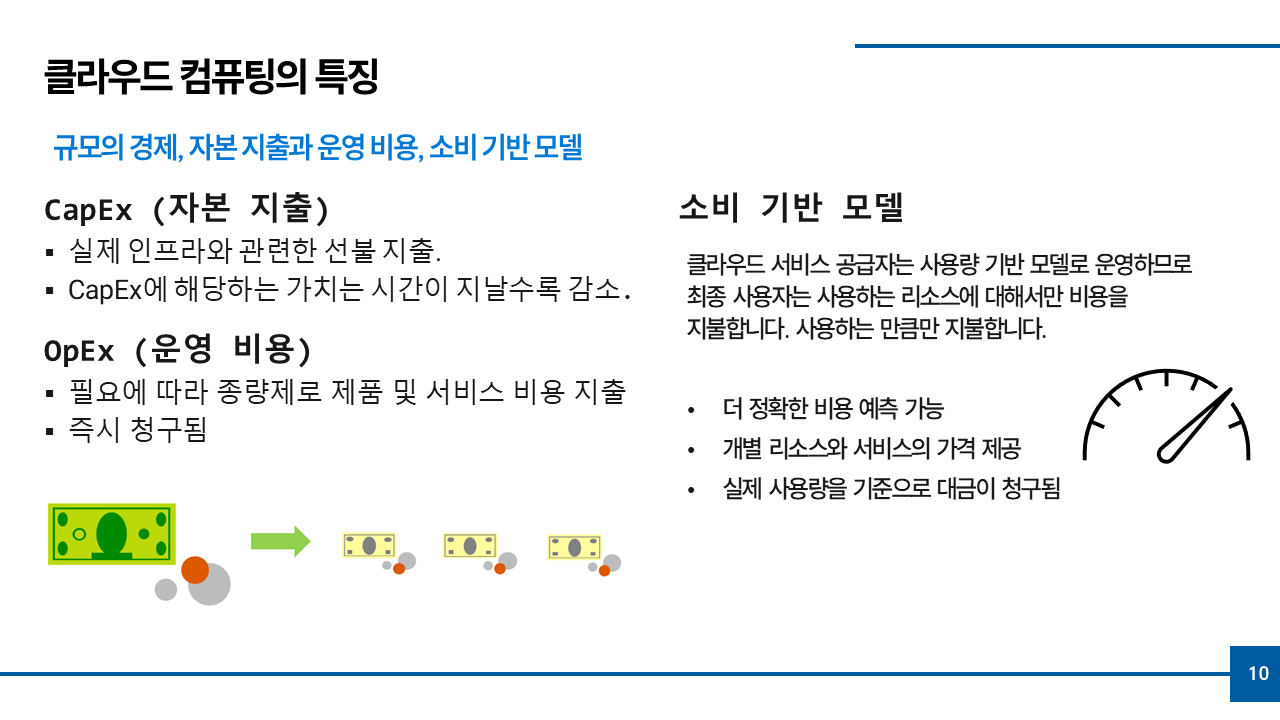 클라우드 컴퓨팅의 특징
규모의 경제, 자본 지출과 운영 비용, 소비 기반 모델
CapEx (자본 지출)
▪ 실제 인프라와 관련한 선불 지출.
▪ CapEx에 해당하는 가치는 시간이 지날수록 감소.
OpEx (운영 비용)
▪ 필요에 따라 종량제로 제품 및 서비스 비용 지출
▪ 즉시 청구됨
소비 기반 모델
클라우드 서비스 공급자는 사용량 기반 모델로 운영하므로
최종 사용자는 사용하는 리소스에 대해서만 비용을
지불합니다. 사용하는 만큼만 지불합니다.
• 더 정확한 비용 예측 가능
• 개별 리소스와 서비스의 가격 제공
• 실제 사용량을 기준으로 대금이 청구됨
10